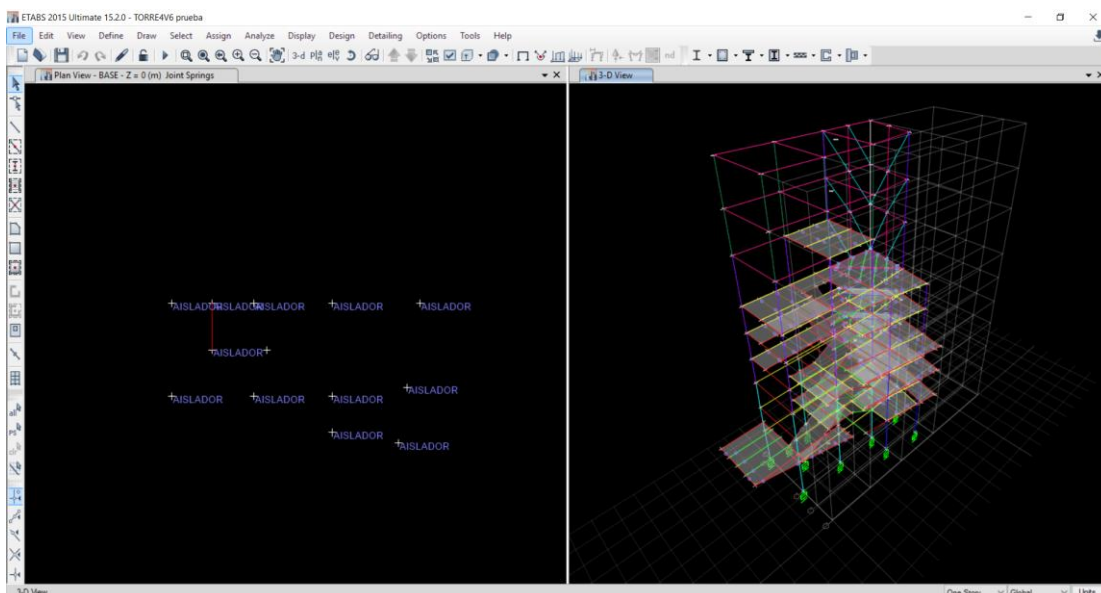 ETABS 2015 Ultimate 15.2.0 - TORRE4V6 prueba
File Edit View Define Draw Select Assign Analyze Display Design Detailing Options Tools Help
3-d nd
Plan View - BASE - Z = 0 (m) Joint Springs
3-D View
AISLADOR AISLADOR AISLADOR AISLADOR AISLADOR
AISLADOR
AISLADOR
AISLADOR AISLADOR AISLADOR
AISLADOR
AISLADOR
3-D View One Story Global Units